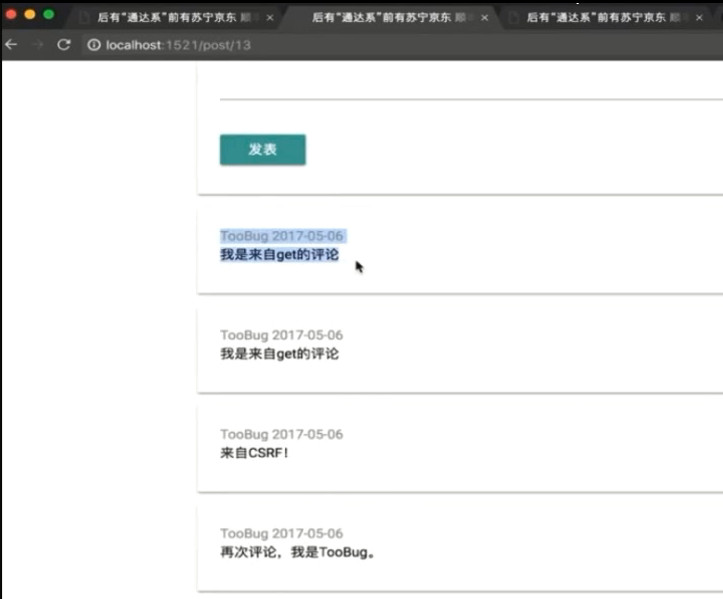 后有“通达系”前有苏宁京东 顺
后有“通达系”前有苏宁京东 顺
后有“通达系”前有苏宁京东 顺
localhost:1521/post/13
发表
TooBug 2017-05-06
我是来自get的评论
TooBug 2017-05-06
我是来自get的评论
TooBug 2017-05-06
来自CSRF！
TooBug 2017-05-06
再次评论，我是TooBug。